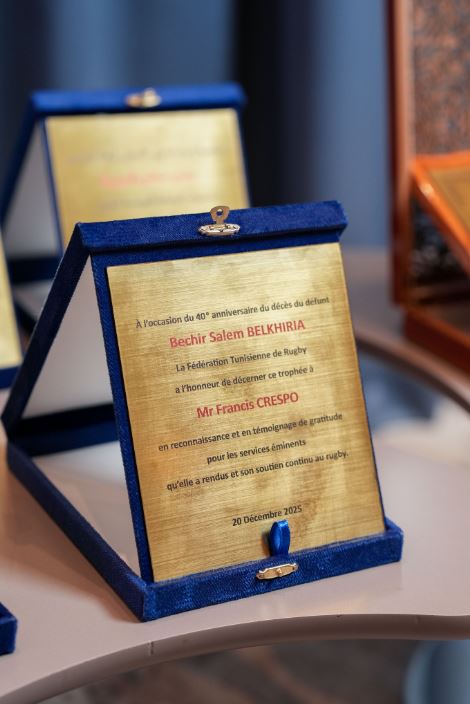 À l'occasion du 40° anniversaire du décès du défunt
Bechir Salem BELKHIRIA
La Fédération Tunisienne de Rugby
a l'honneur de décerner ce trophée à
Mr Francis CRESPO
en reconnaissance et en témoignage de gratitude
pour les services éminents
qu'elle a rendus et son soutien continu au rugby.
20 Décembre 2025